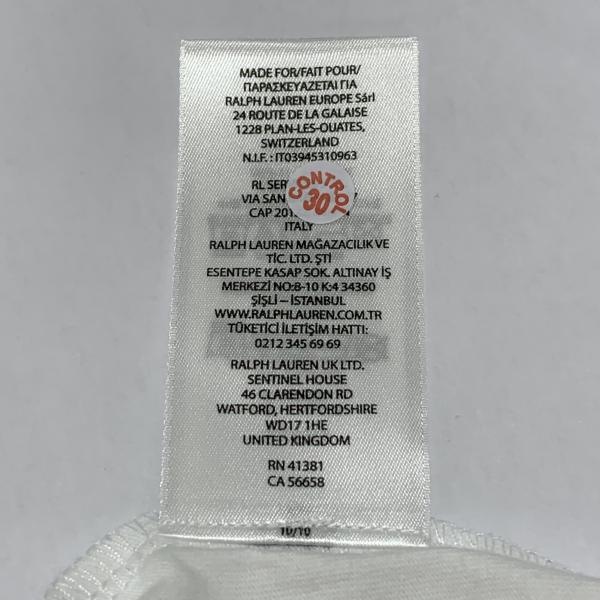 MADE FOR/FAIT POUR/
ΠΑΡΑΣΚΕΥΑΖΕΤΑΙ ΓΙΑ
RALPH LAUREN EUROPE Sárl
24 ROUTE DE LA GALAISE
1228 PLAN-LES-OUATES,
SWITZERLAND
N.I.F. : IT03945310963
RL
VIA SAN
CAP
ITALY
CONTROL
30
RALPH LAUREN MAĞAZACILIK VE
TİC. LTD. ŞTİ
ESENTEPE KASAP SOK. ALTINAY İŞ
MERKEZİ NO:8-10 K:4 34360
ŞİŞLİ – İSTANBUL
WWW.RALPHLAUREN.COM.TR
TÜKETİCİ İLETİŞİM HATTI:
0212 345 69 69
RALPH LAUREN UK LTD.
SENTINEL HOUSE
46 CLARENDON RD
WATFORD, HERTFORDSHIRE
WD17 1HE
UNITED KINGDOM
RN 41381
CA 56658
10/10